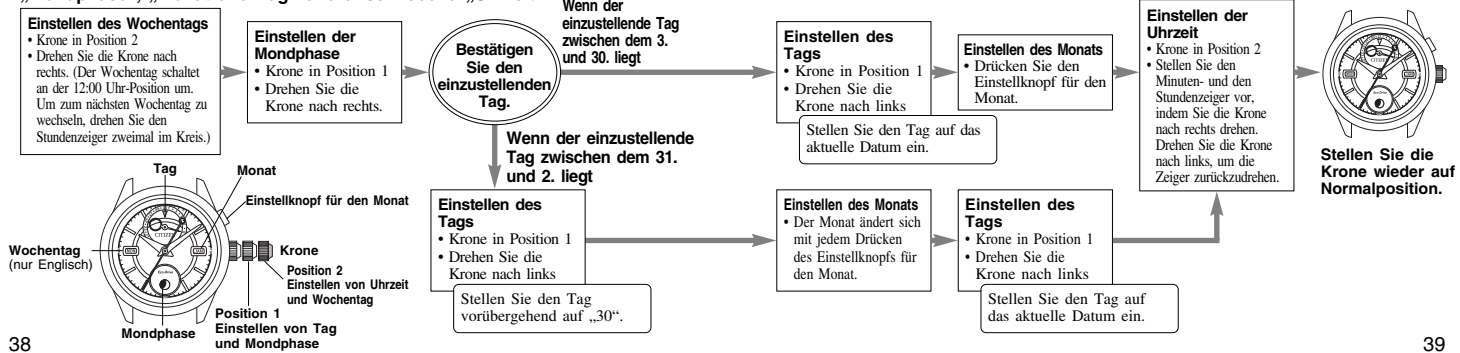 Einstellen des Wochentags
• Krone in Position 2
• Drehen Sie die Krone nach
rechts. (Der Wochentag schaltet
an der 12:00 Uhr-Position um.
Um zum nächsten Wochentag zu
wechseln, drehen Sie den
Stundenzeiger zweimal im Kreis.)
Einstellen der
Mondphase
• Krone in Position 1
• Drehen Sie die
Krone nach rechts.
Bestätigen
Sie den
einzustellenden
Tag.
Wenn der
einzustellende Tag
zwischen dem 3.
und 30. liegt
Einstellen des
Tags
• Krone in Position 1
• Drehen Sie die
Krone nach links
Stellen Sie den Tag auf das
aktuelle Datum ein.
Einstellen des Monats
• Drücken Sie den
Einstellknopf für den
Monat.
Einstellen der
Uhrzeit
• Krone in Position 2
• Stellen Sie den
Minuten- und den
Stundenzeiger vor,
indem Sie die Krone
nach rechts drehen.
Drehen Sie die Krone
nach links, um die
Zeiger zurückzudrehen.
CITIZEN
Eco-Drive
Stellen Sie die
Krone wieder auf
Normalposition.
Wenn der einzustellende
Tag zwischen dem 31.
und 2. liegt
Einstellen des
Tags
• Krone in Position 1
• Drehen Sie die
Krone nach links
Stellen Sie den Tag
vorübergehend auf „30“.
Einstellen des Monats
• Der Monat ändert sich
mit jedem Drücken
des Einstellknopfs für
den Monat.
Einstellen des
Tags
• Krone in Position 1
• Drehen Sie die
Krone nach links
Stellen Sie den Tag auf
das aktuelle Datum ein.
Tag
Monat
Einstellknopf für den Monat
CITIZEN
Wochentag
(nur Englisch)
Krone
Eco-Drive
Position 2
Einstellen von Uhrzeit
und Wochentag
Position 1
Einstellen von Tag
und Mondphase
Mondphase
38
39